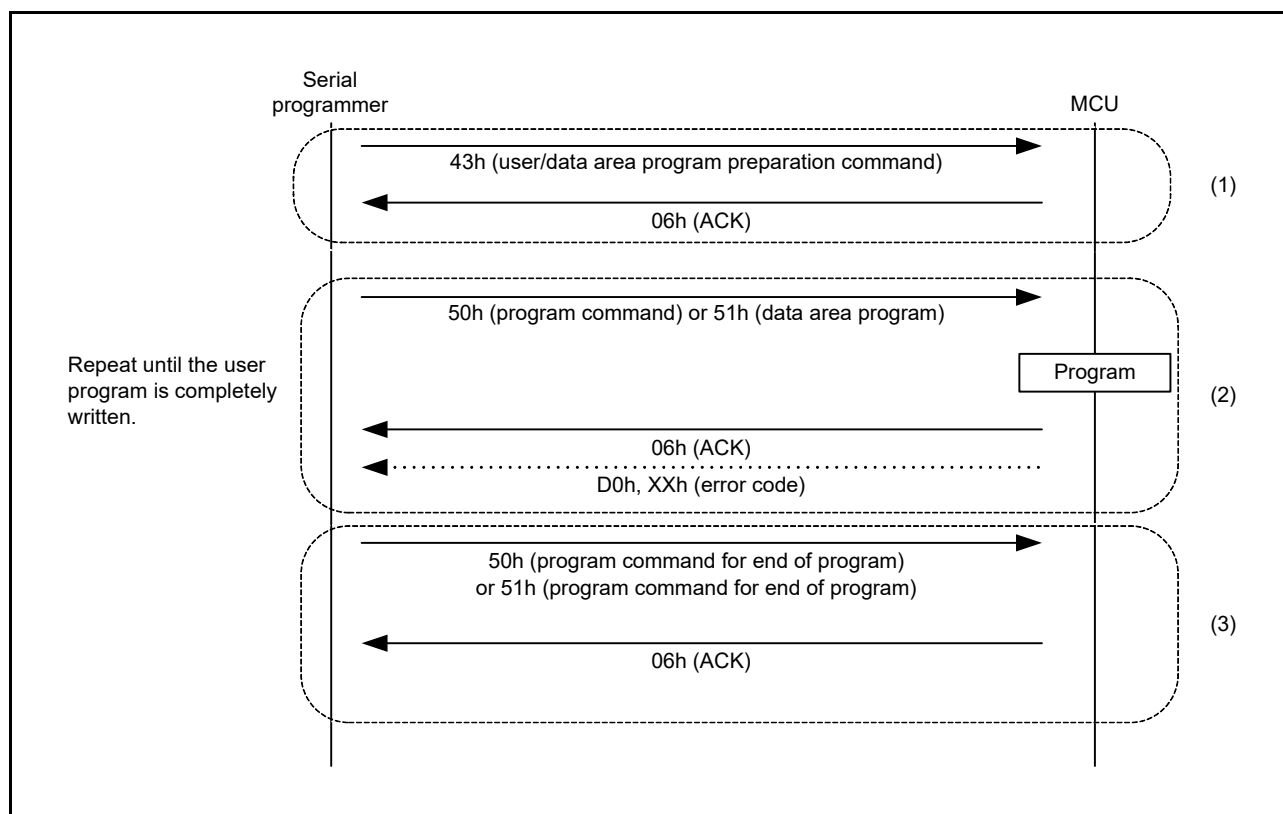 Serial
programmer
MCU
43h (user/data area program preparation command)
(1)
06h (ACK)
50h (program command) or 51h (data area program)
Repeat until the user
program is completely
written.
Program
(2)
06h (ACK)
D0h, XXh (error code)
50h (program command for end of program)
or 51h (program command for end of program)
(3)
06h (ACK)